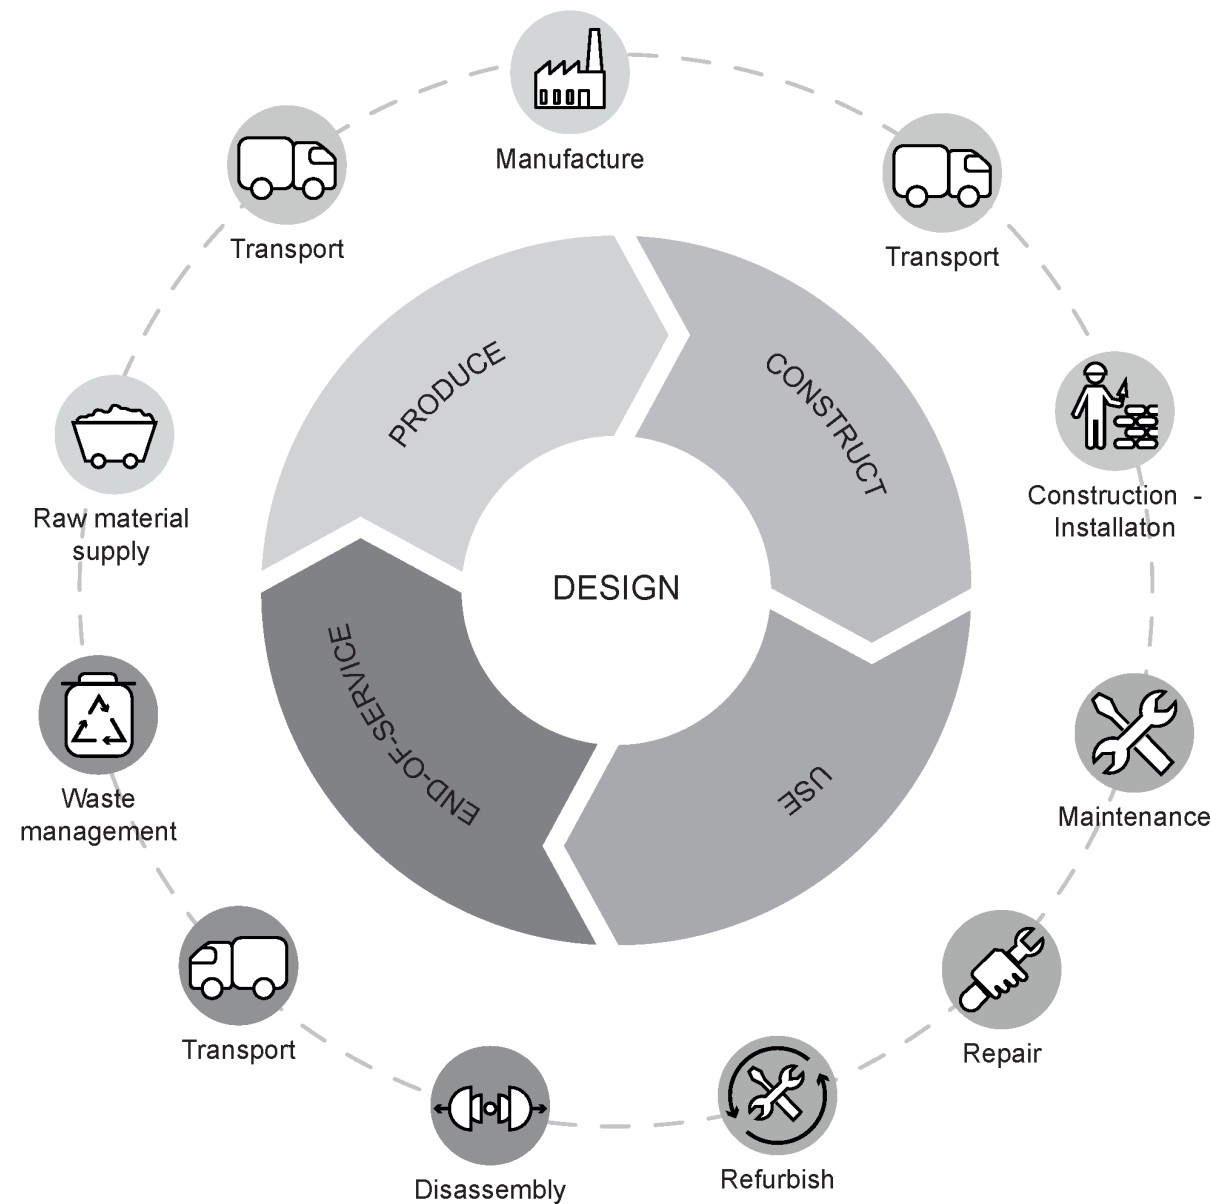 Manufacture
Transport
Transport
PRODUCE
CONSTRUCT
Raw material
supply
Construction -
Installaton
DESIGN
END-OF-SERVICE
USE
Waste
management
Maintenance
Transport
Repair
Disassembly
Refurbish